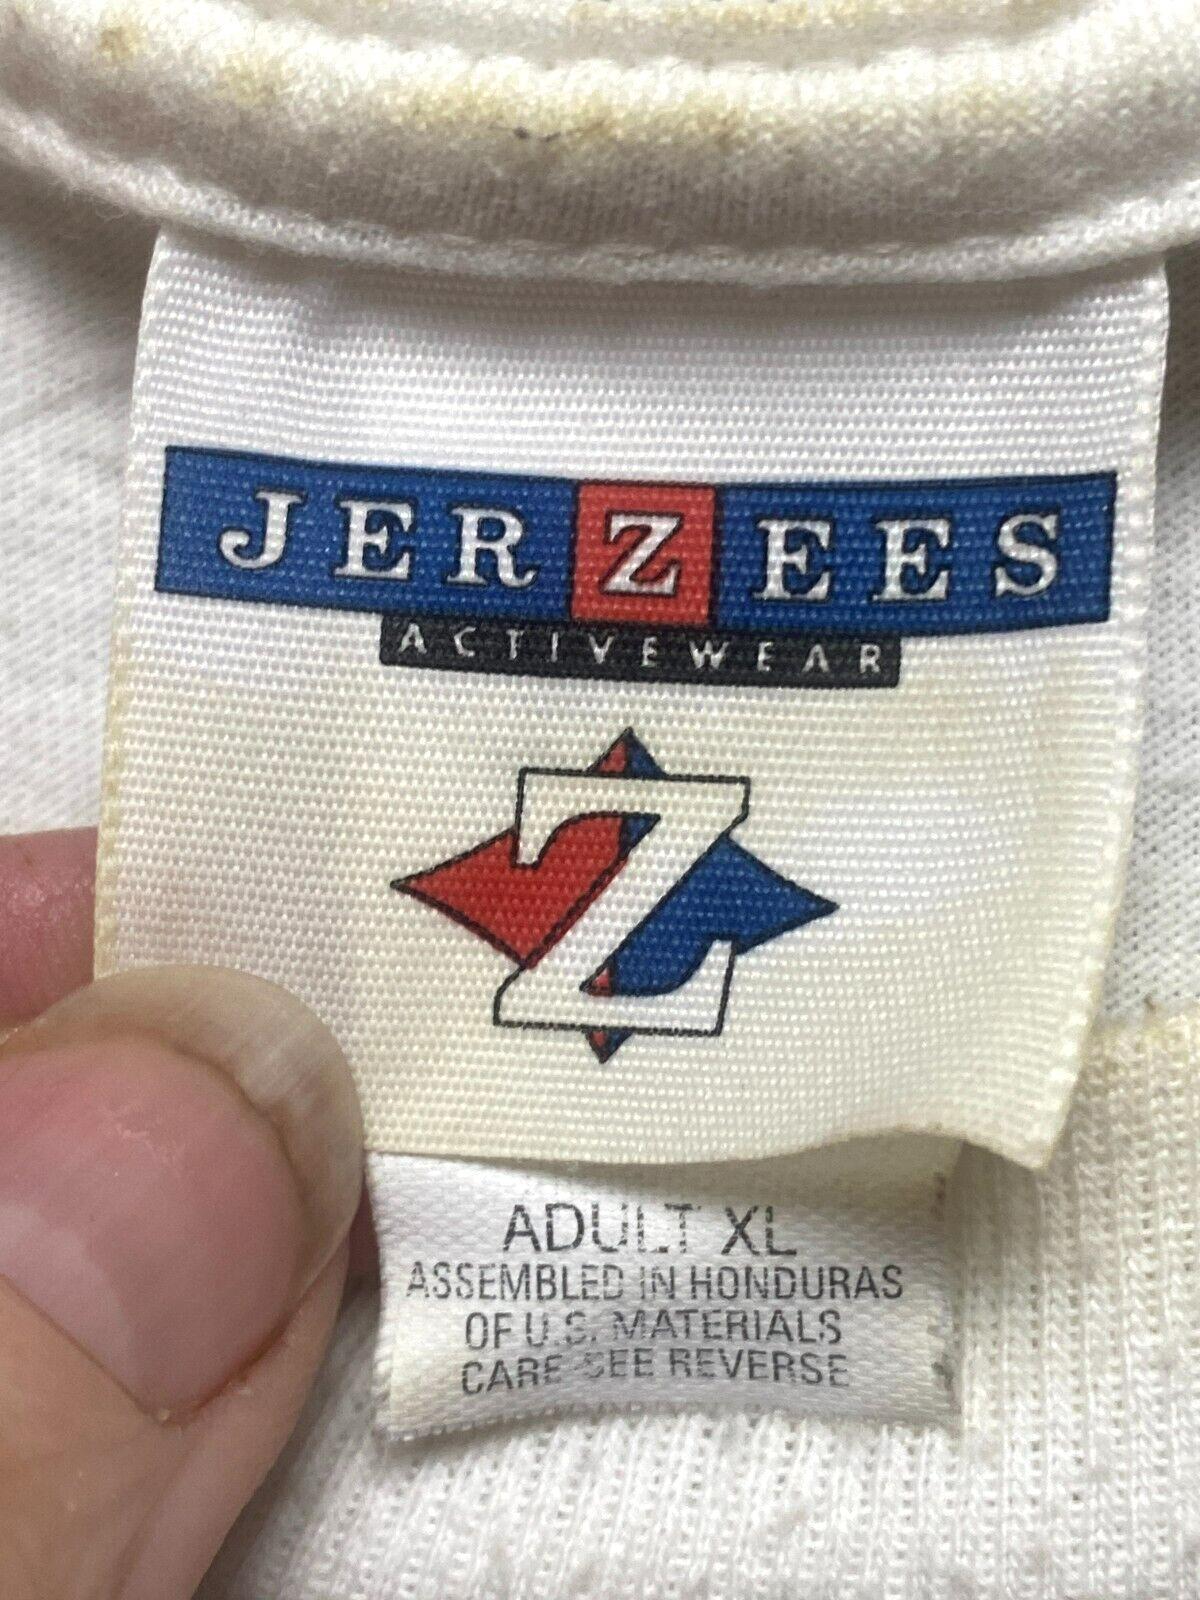 JERZEES
ACTIVEWEAR
Z
ADULT XL
ASSEMBLED IN HONDURAS
OF U.S. MATERIALS
CARE SEE REVERSE